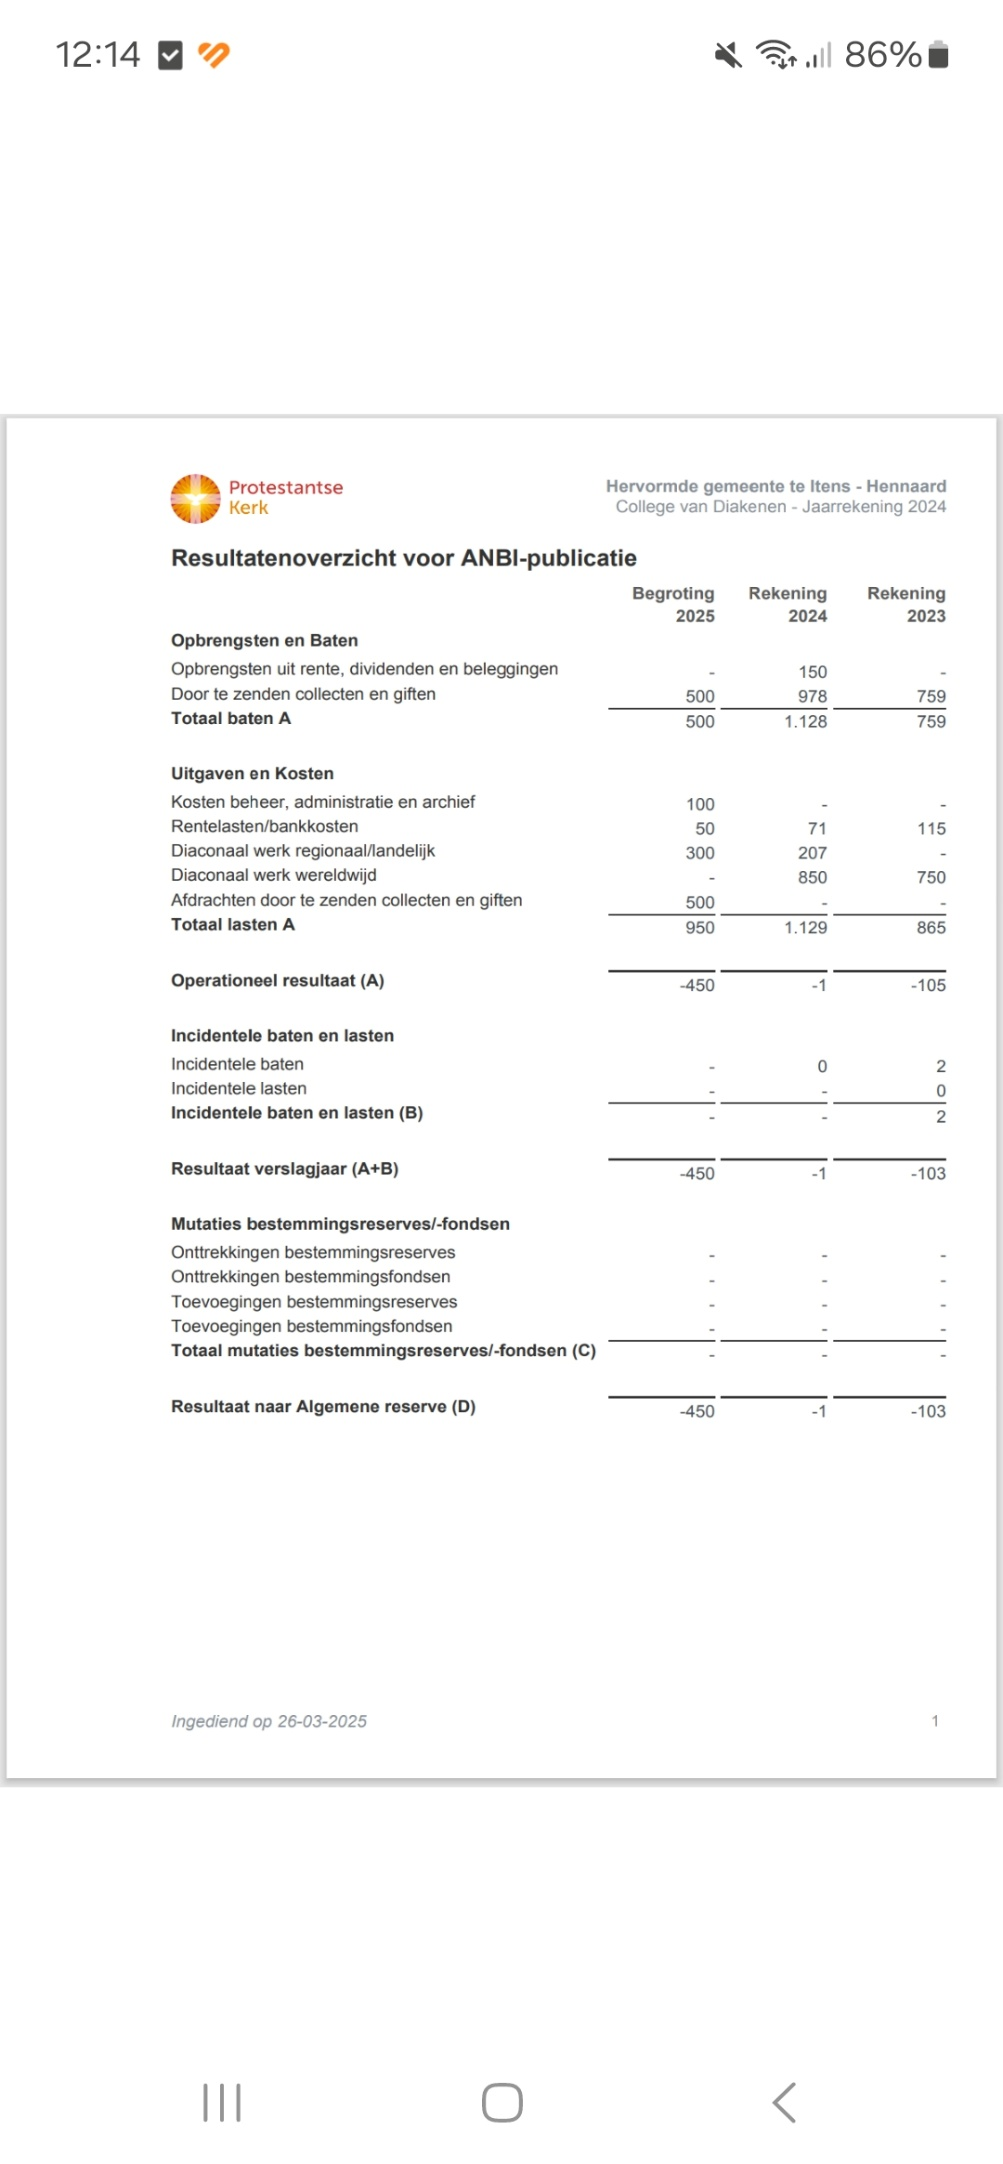 12:14 86%
Protestantse
Kerk
Hervormde gemeente te Itens - Hennaard
College van Diakenen - Jaarrekening 2024
Resultatenoverzicht voor ANBI-publicatie
Begroting Rekening Rekening
2025 2024 2023
Opbrengsten en Baten
Opbrengsten uit rente, dividenden en beleggingen - 150 -
Door te zenden collecten en giften 500 978 759
Totaal baten A 500 1.128 759
Uitgaven en Kosten
Kosten beheer, administratie en archief 100 - -
Rentelasten/bankkosten 50 71 115
Diaconaal werk regionaal/landelijk 300 207 -
Diaconaal werk wereldwijd - 850 750
Afdrachten door te zenden collecten en giften 500 - -
Totaal lasten A 950 1.129 865
Operationeel resultaat (A) -450 -1 -105
Incidentele baten en lasten
Incidentele baten - 0 2
Incidentele lasten - - 0
Incidentele baten en lasten (B) - - 2
Resultaat verslagjaar (A+B) -450 -1 -103
Mutaties bestemmingsreserves/-fondsen
Onttrekkingen bestemmingsreserves - - -
Onttrekkingen bestemmingsfondsen - - -
Toevoegingen bestemmingsreserves - - -
Toevoegingen bestemmingsfondsen - - -
Totaal mutaties bestemmingsreserves/-fondsen (C) - - -
Resultaat naar Algemene reserve (D) -450 -1 -103
Ingediend op 26-03-2025 1